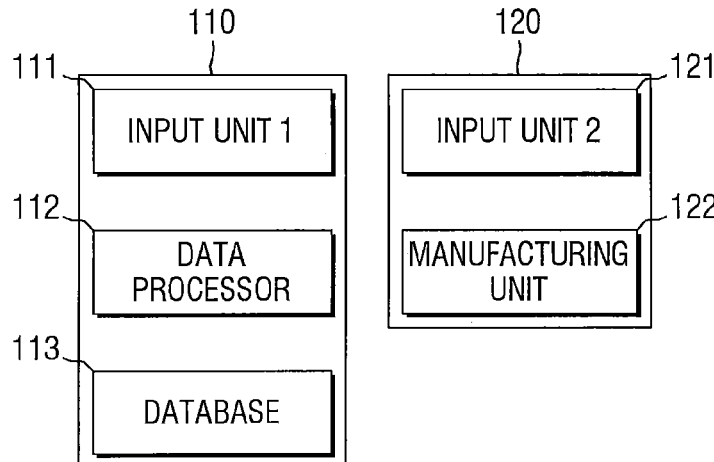 110
120
111
INPUT UNIT 1
121
INPUT UNIT 2
112
DATA
PROCESSOR
122
MANUFACTURING
UNIT
113
DATABASE